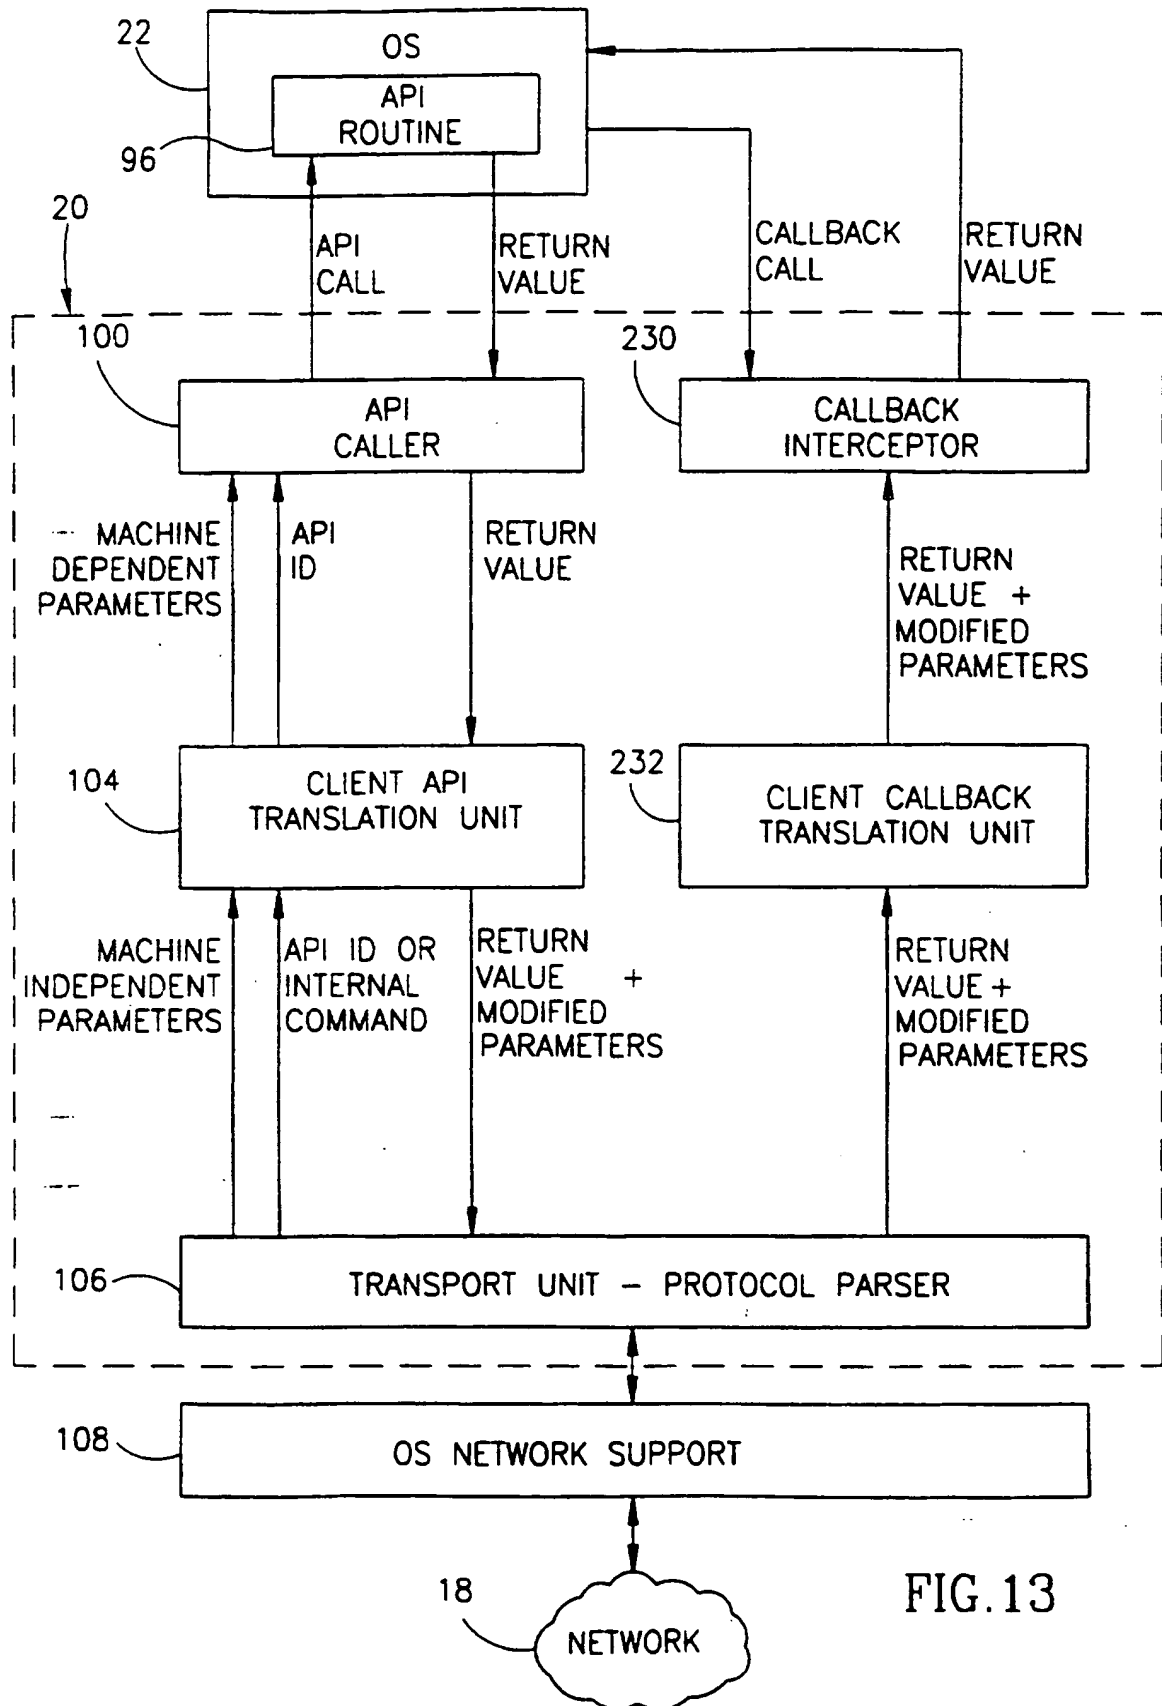 22
OS
API
ROUTINE
96
20
API
CALL
RETURN
VALUE
CALLBACK
CALL
RETURN
VALUE
100
230
API
CALLER
CALLBACK
INTERCEPTOR
MACHINE
DEPENDENT
PARAMETERS
API
ID
RETURN
VALUE
RETURN
VALUE +
MODIFIED
PARAMETERS
104
CLIENT API
TRANSLATION UNIT
232
CLIENT CALLBACK
TRANSLATION UNIT
MACHINE
INDEPENDENT
PARAMETERS
API ID OR
INTERNAL
COMMAND
RETURN
VALUE +
MODIFIED
PARAMETERS
RETURN
VALUE +
MODIFIED
PARAMETERS
106
TRANSPORT UNIT – PROTOCOL PARSER
108
OS NETWORK SUPPORT
18
NETWORK
FIG.13